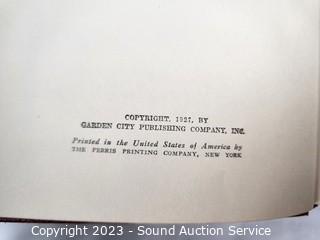 COPYRIGHT, 1927, BY
GARDEN CITY PUBLISHING COMPANY, INC.
Printed in the United States of America by
THE FERRIS PRINTING COMPANY, NEW YORK
Copyright 2023 - Sound Auction Service